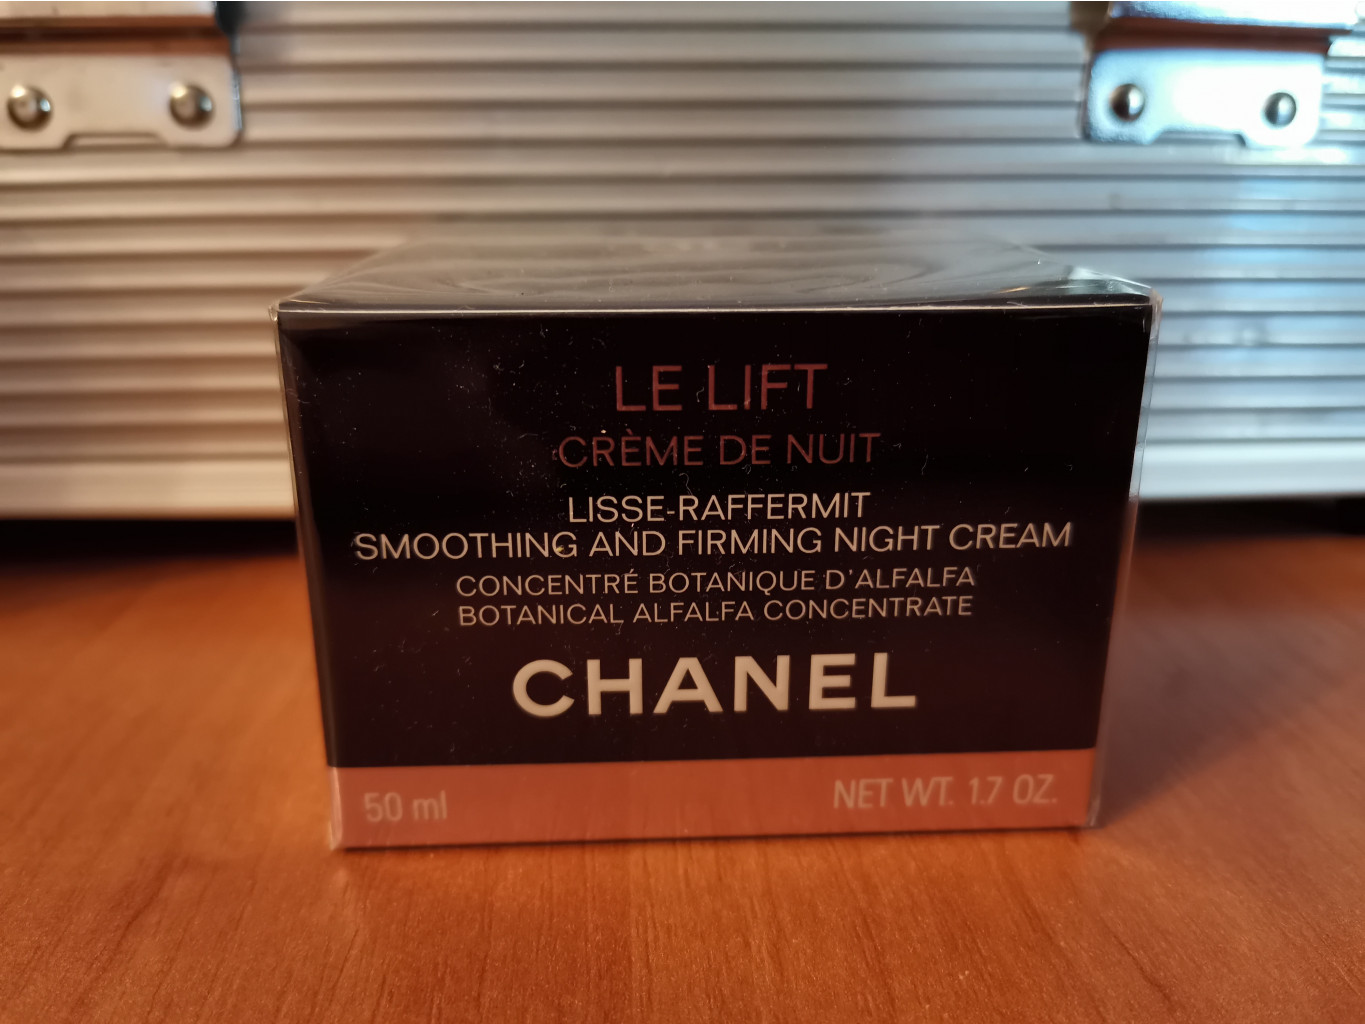 LE LIFT
CRÈME DE NUIT
LISSE-RAFFERMIT
SMOOTHING AND FIRMING NIGHT CREAM
CONCENTRÉ BOTANIQUE D'ALFALFA
BOTANICAL ALFALFA CONCENTRATE
CHANEL
50 ml NET WT. 1.7 OZ.